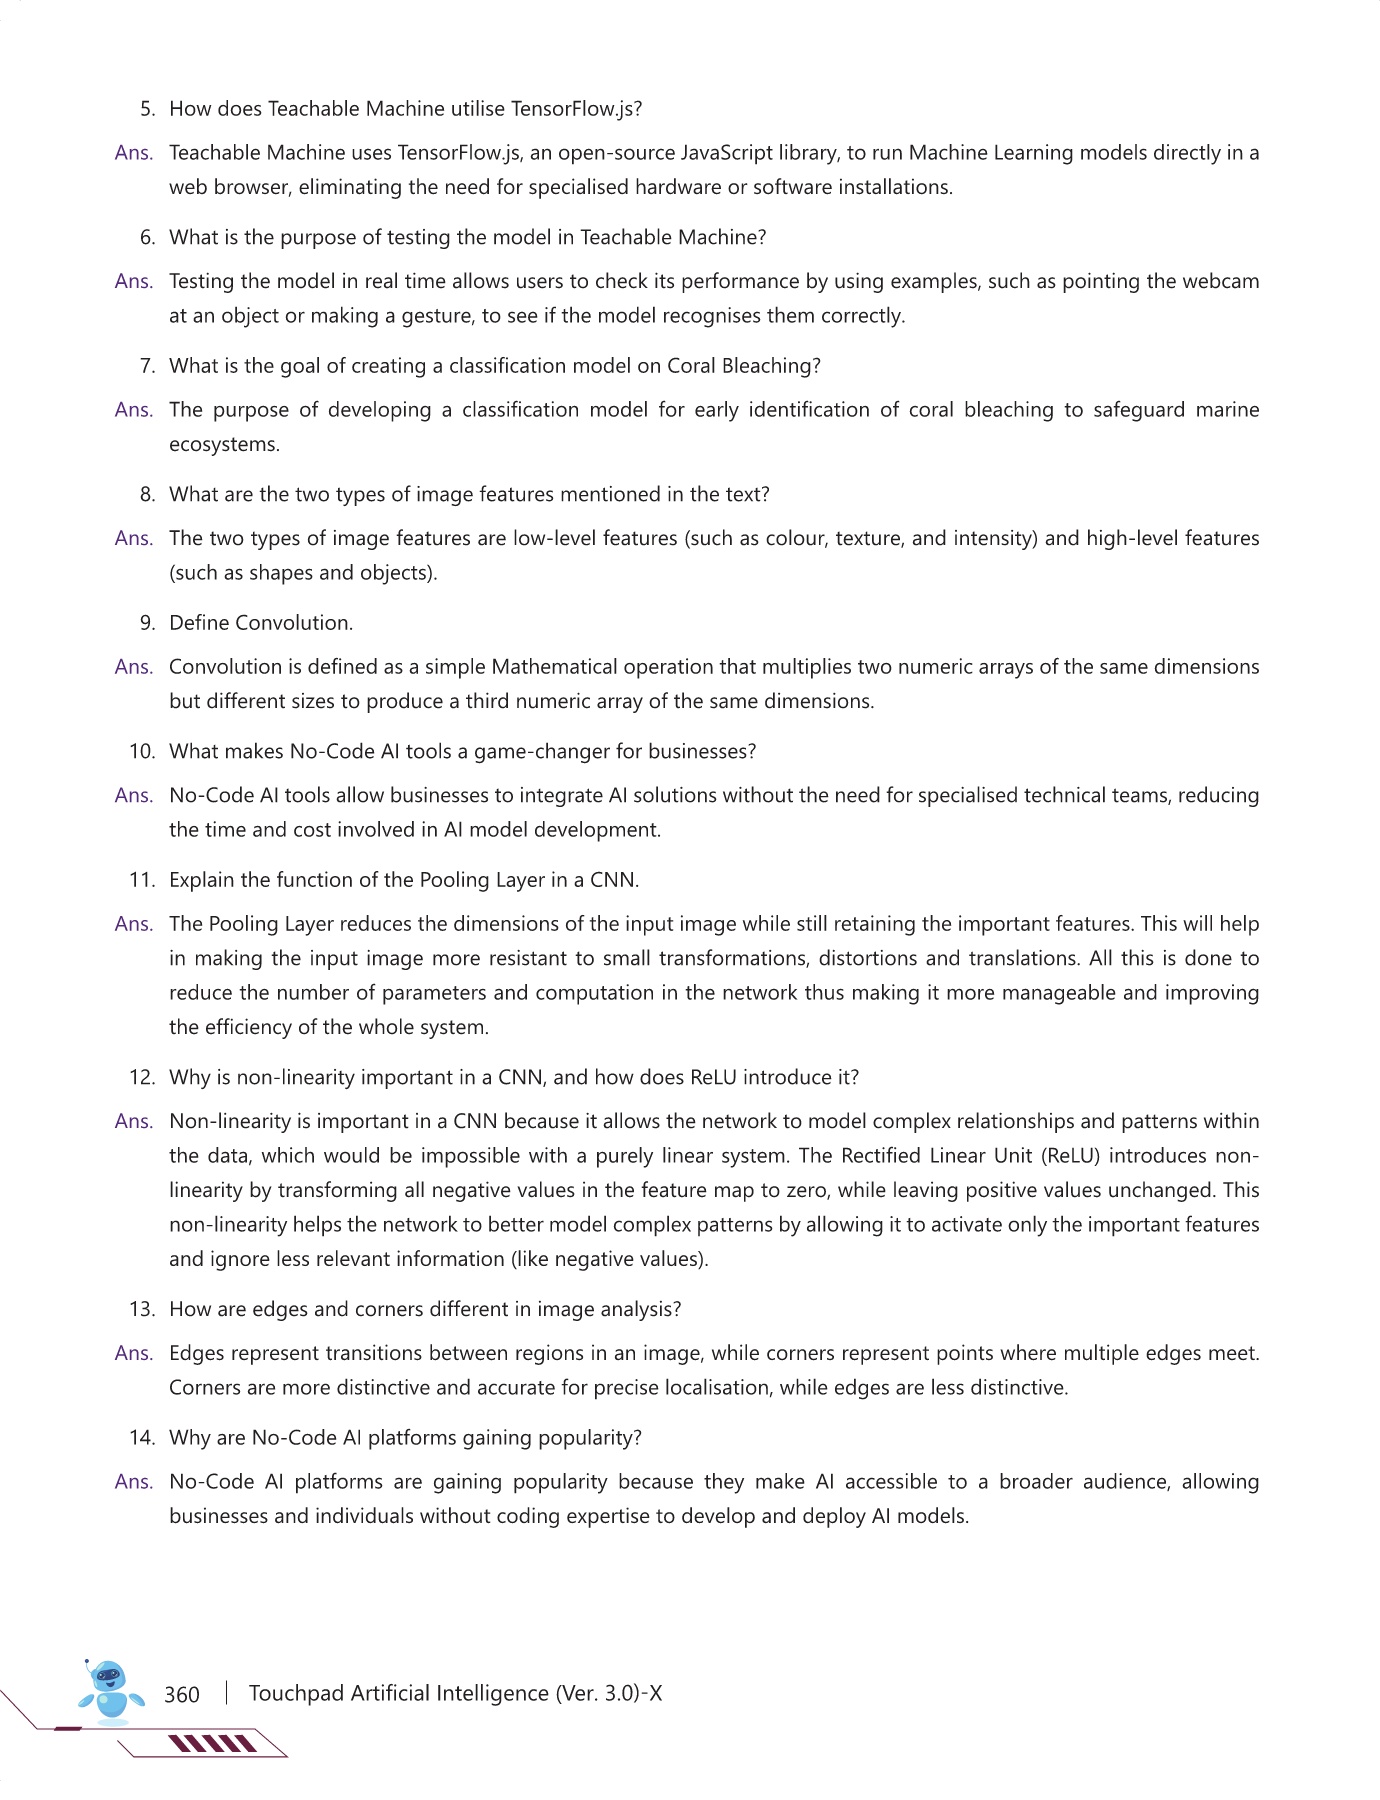 5. How does Teachable Machine utilise TensorFlow.js?
Ans. Teachable Machine uses TensorFlow.js, an open-source JavaScript library, to run Machine Learning models directly in a
web browser, eliminating the need for specialised hardware or software installations.
6. What is the purpose of testing the model in Teachable Machine?
Ans. Testing the model in real time allows users to check its performance by using examples, such as pointing the webcam
at an object or making a gesture, to see if the model recognises them correctly.
7. What is the goal of creating a classification model on Coral Bleaching?
Ans. The purpose of developing a classification model for early identification of coral bleaching to safeguard marine
ecosystems.
8. What are the two types of image features mentioned in the text?
Ans. The two types of image features are low-level features (such as colour, texture, and intensity) and high-level features
(such as shapes and objects).
9. Define Convolution.
Ans. Convolution is defined as a simple Mathematical operation that multiplies two numeric arrays of the same dimensions
but different sizes to produce a third numeric array of the same dimensions.
10. What makes No-Code AI tools a game-changer for businesses?
Ans. No-Code AI tools allow businesses to integrate AI solutions without the need for specialised technical teams, reducing
the time and cost involved in AI model development.
11. Explain the function of the Pooling Layer in a CNN.
Ans. The Pooling Layer reduces the dimensions of the input image while still retaining the important features. This will help
in making the input image more resistant to small transformations, distortions and translations. All this is done to
reduce the number of parameters and computation in the network thus making it more manageable and improving
the efficiency of the whole system.
12. Why is non-linearity important in a CNN, and how does ReLU introduce it?
Ans. Non-linearity is important in a CNN because it allows the network to model complex relationships and patterns within
the data, which would be impossible with a purely linear system. The Rectified Linear Unit (ReLU) introduces non-
linearity by transforming all negative values in the feature map to zero, while leaving positive values unchanged. This
non-linearity helps the network to better model complex patterns by allowing it to activate only the important features
and ignore less relevant information (like negative values).
13. How are edges and corners different in image analysis?
Ans. Edges represent transitions between regions in an image, while corners represent points where multiple edges meet.
Corners are more distinctive and accurate for precise localisation, while edges are less distinctive.
14. Why are No-Code AI platforms gaining popularity?
Ans. No-Code AI platforms are gaining popularity because they make AI accessible to a broader audience, allowing
businesses and individuals without coding expertise to develop and deploy AI models.
360 | Touchpad Artificial Intelligence (Ver. 3.0)-X